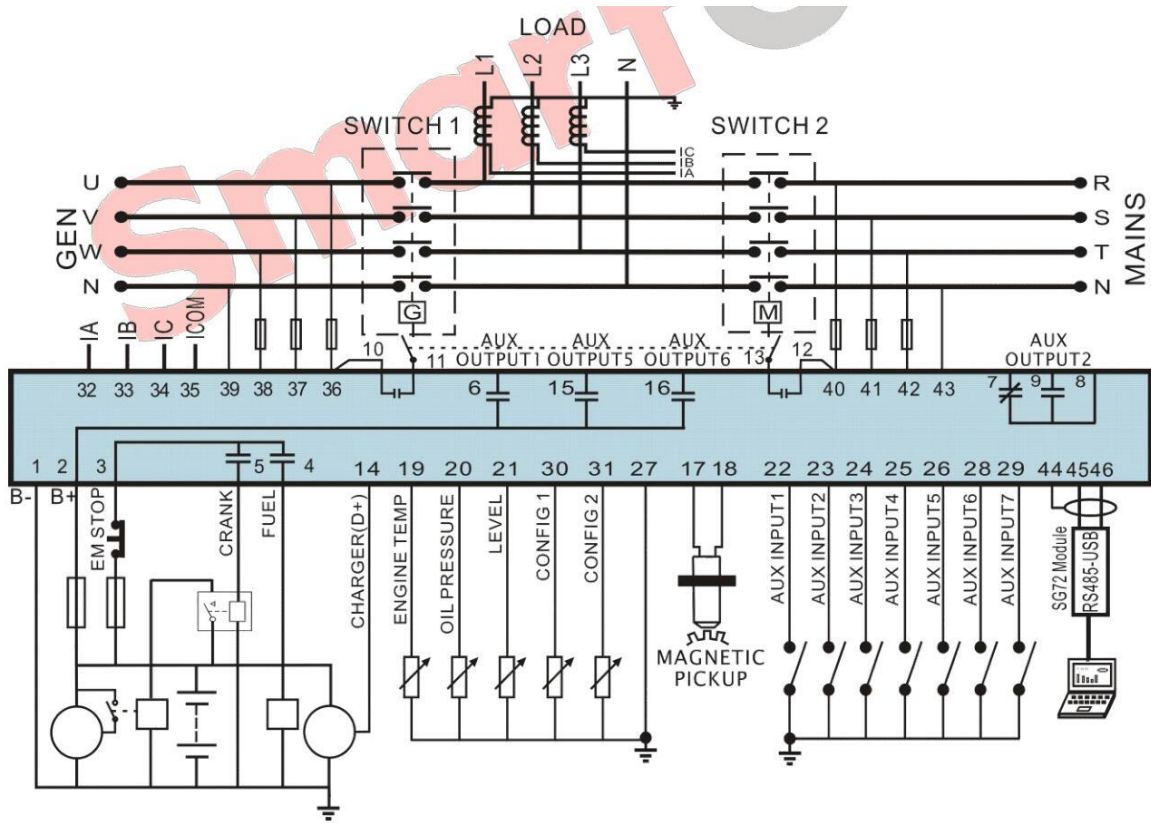 SmartG
LOAD
L1 L2 L3 N
SWITCH 1
SWITCH 2
IC
IB
IA
GEN
U
V
W
N
R
S
T
N
MAINS
G
M
IA IB IC ICOM
10 11
AUX OUTPUT1
AUX OUTPUT5
AUX OUTPUT6
13 12
AUX OUTPUT2
32 33 34 35 39 38 37 36
6 15 16
40 41 42 43
7 9 8
1 2 3 5 4 14 19 20 21 30 31 27 17 18 22 23 24 25 26 28 29 44 45 46
B- B+
EM STOP
CRANK
FUEL
CHARGER(D+)
ENGINE TEMP
OIL PRESSURE
LEVEL
CONFIG 1
CONFIG 2
MAGNETIC
PICKUP
AUX INPUT1
AUX INPUT2
AUX INPUT3
AUX INPUT4
AUX INPUT5
AUX INPUT6
AUX INPUT7
SG72 Module
RS485-USB